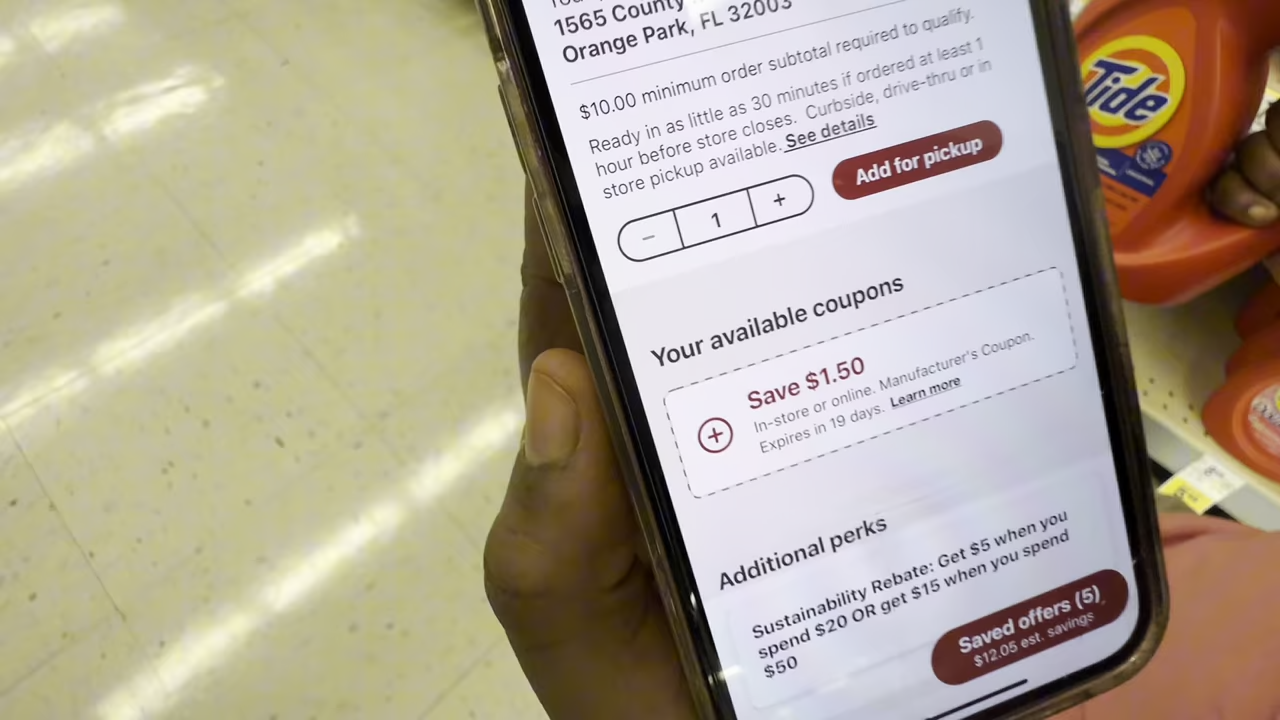 1565 County
Orange Park, FL 32003
$10.00 minimum order subtotal required to qualify.
Ready in as little as 30 minutes if ordered at least 1
hour before store closes. Curbside, drive-thru or in
store pickup available. See details
− 1 +
Add for pickup
Your available coupons
Save $1.50
In-store or online. Manufacturer's Coupon.
Expires in 19 days. Learn more
Additional perks
Sustainability Rebate: Get $5 when you
spend $20 OR get $15 when you spend
$50
Saved offers (5)
$12.05 est. savings
Tide